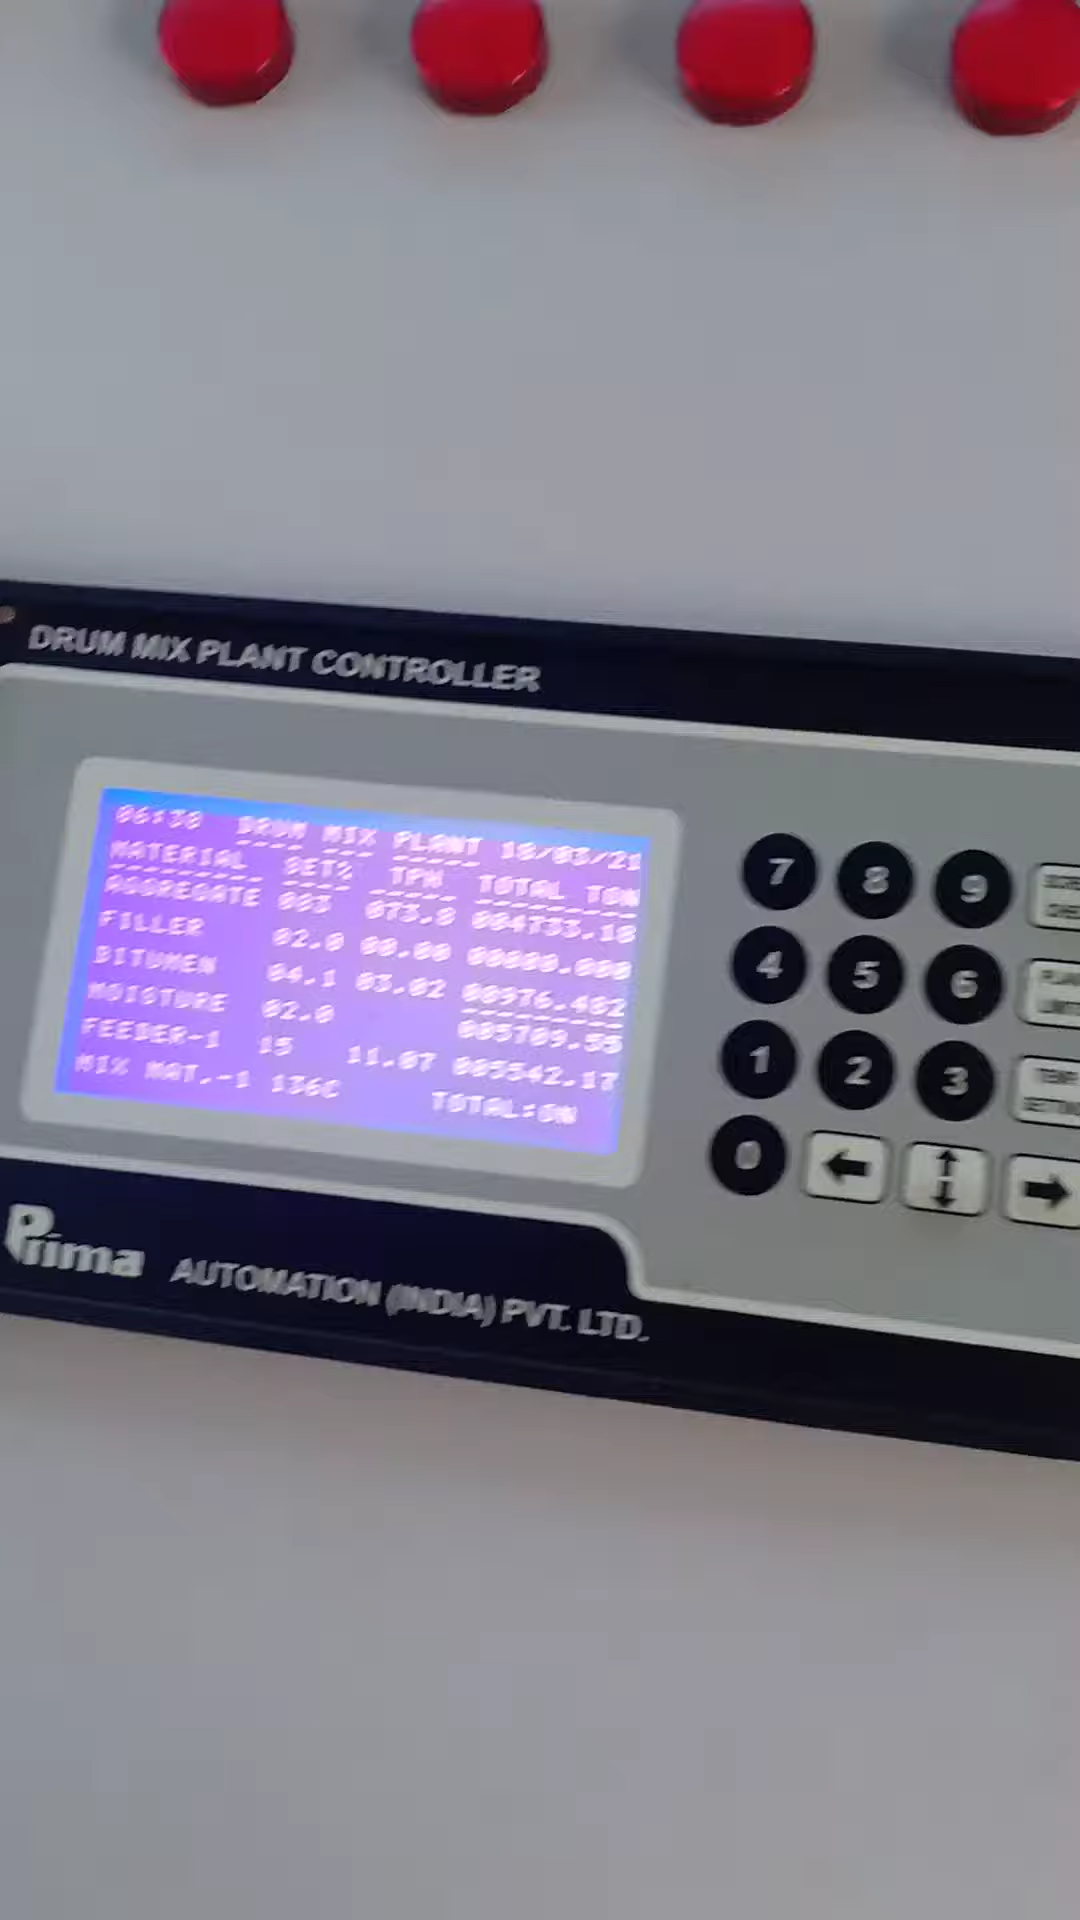 DRUM MIX PLANT CONTROLLER
06:38 DRUM MIX PLANT 18/03/21
MATERIAL SET% TPH TOTAL TON
AGGREGATE 083 073.8 004733.18
FILLER 02.0 00.00 00000.000
BITUMEN 04.1 03.02 00976.482
MOISTURE 02.0 005709.55
FEEDER-1 15 11.07 005542.17
MIX MAT.-1 136C TOTAL:ON
7 8 9
4 5 6
1 2 3
0
Prima AUTOMATION (INDIA) PVT. LTD.